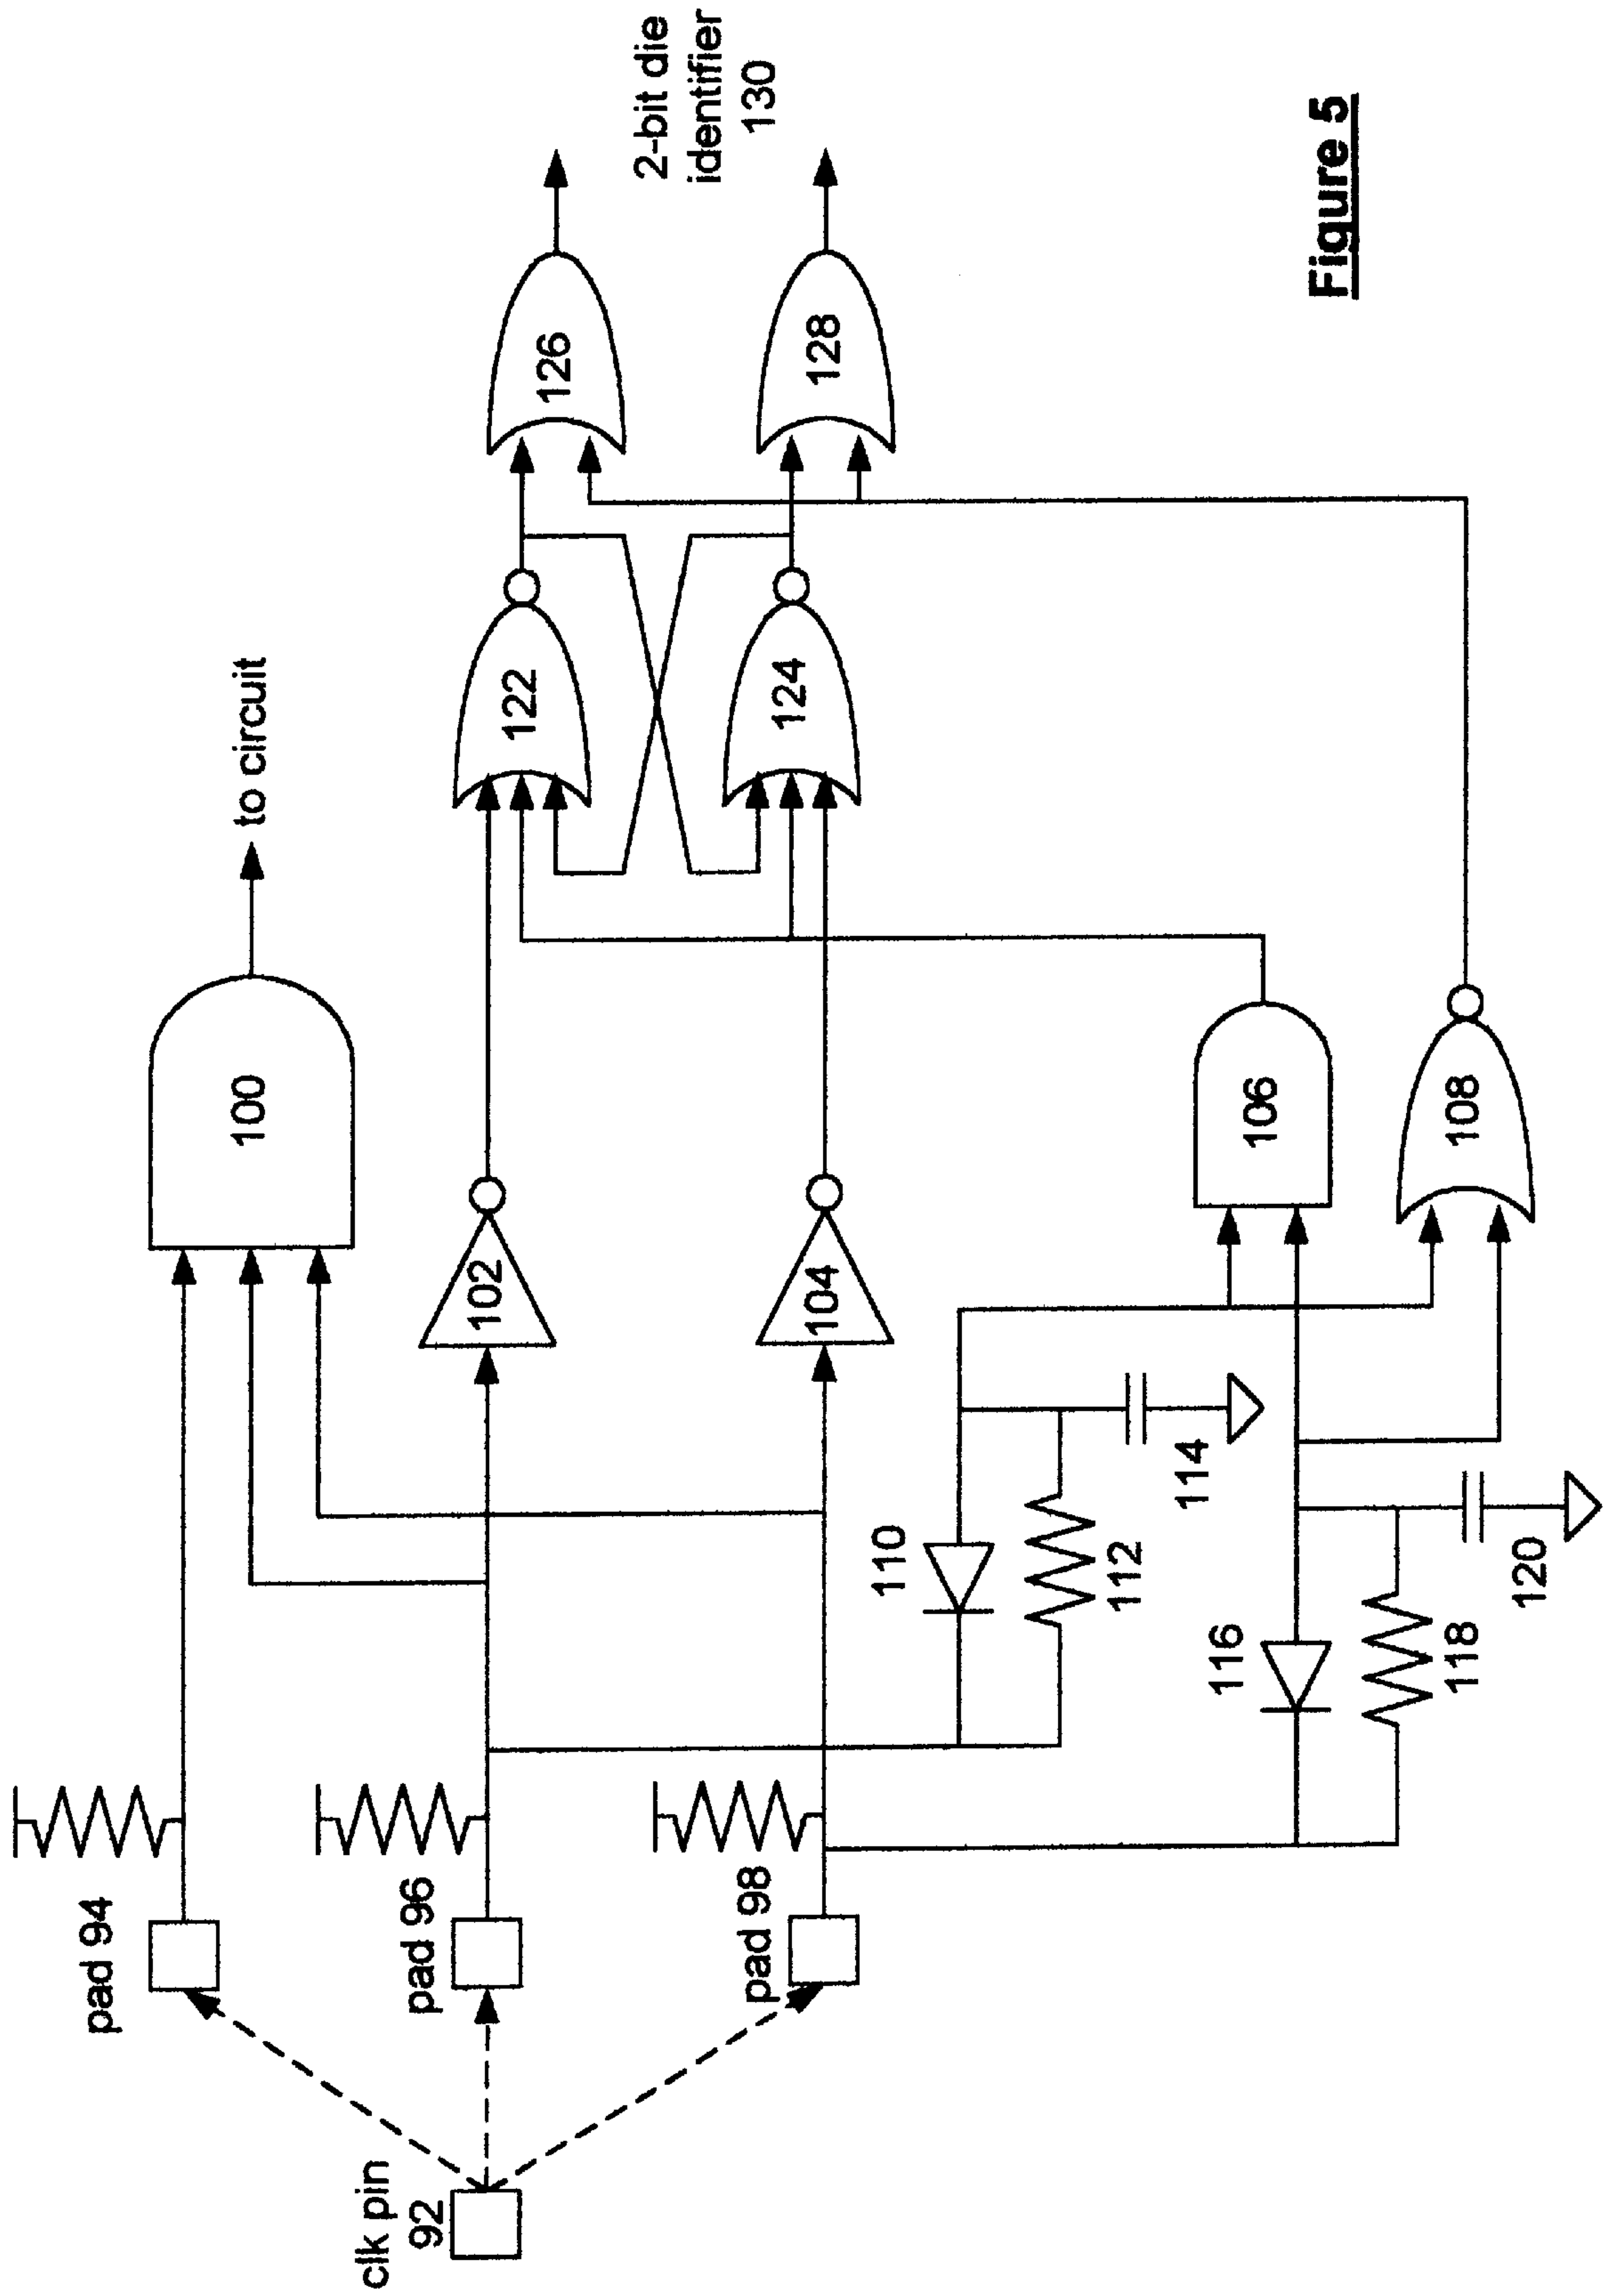 clk pin
92
pad 94
pad 96
pad 98
100
to circuit
102
104
110
112
114
116
118
120
106
108
122
124
126
128
2-bit die
identifier
130
Figure 5